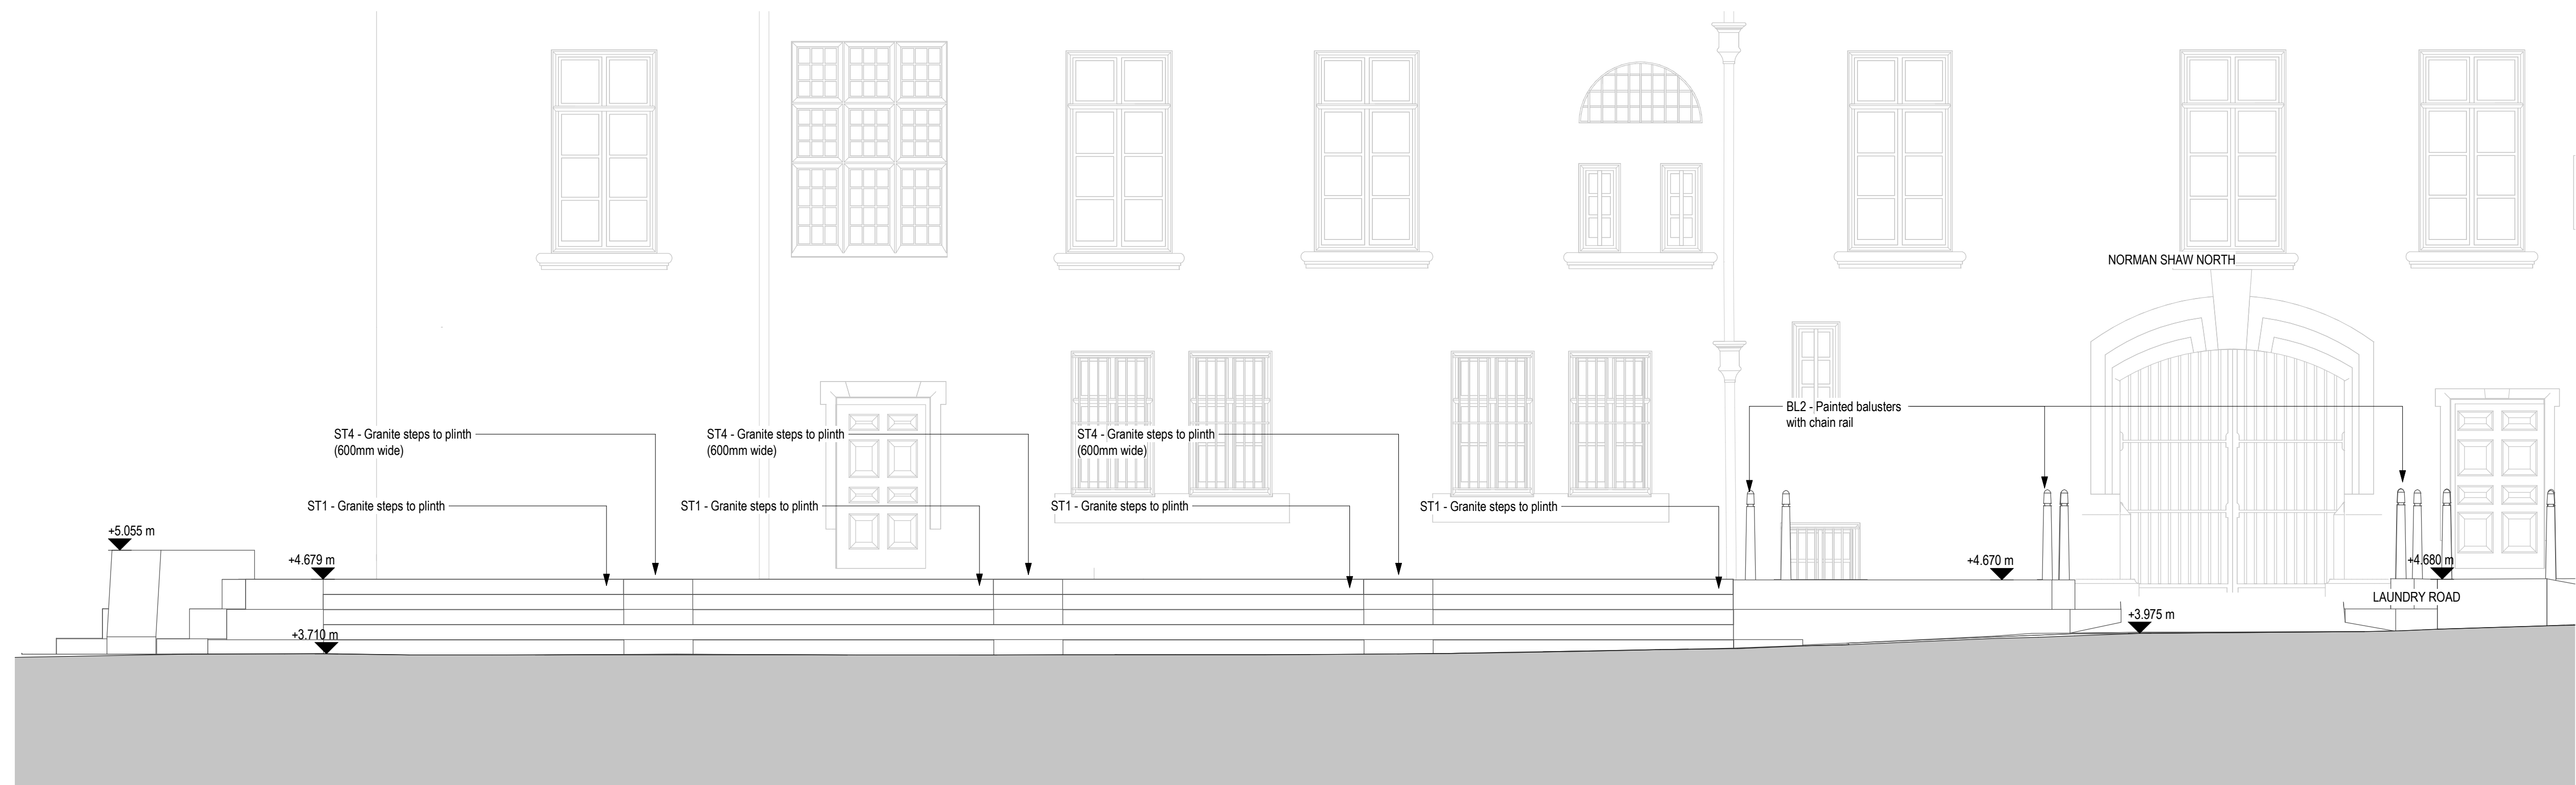 NORMAN SHAW NORTH
BL2 - Painted balusters
with chain rail
ST4 - Granite steps to plinth
(600mm wide)
ST4 - Granite steps to plinth
(600mm wide)
ST4 - Granite steps to plinth
(600mm wide)
ST1 - Granite steps to plinth
ST1 - Granite steps to plinth
ST1 - Granite steps to plinth
ST1 - Granite steps to plinth
+5.055 m
+4.679 m
+4.670 m
+4.680 m
LAUNDRY ROAD
+3.975 m
+3.710 m